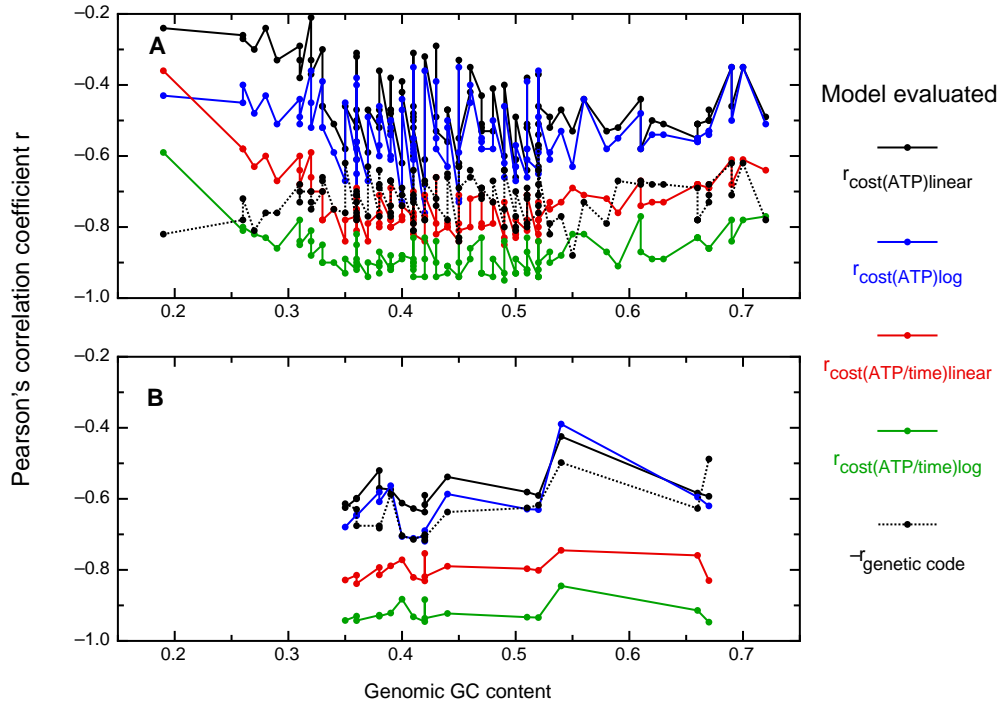 Pearson's correlation coefficient r
−0.2
−0.4
−0.6
−0.8
−1.0
A
0.2
0.3
0.4
0.5
0.6
0.7
−0.2
−0.4
−0.6
−0.8
−1.0
B
0.2
0.3
0.4
0.5
0.6
0.7
Genomic GC content
Model evaluated
rcost(ATP)linear
rcost(ATP)log
rcost(ATP/time)linear
rcost(ATP/time)log
−rgenetic code